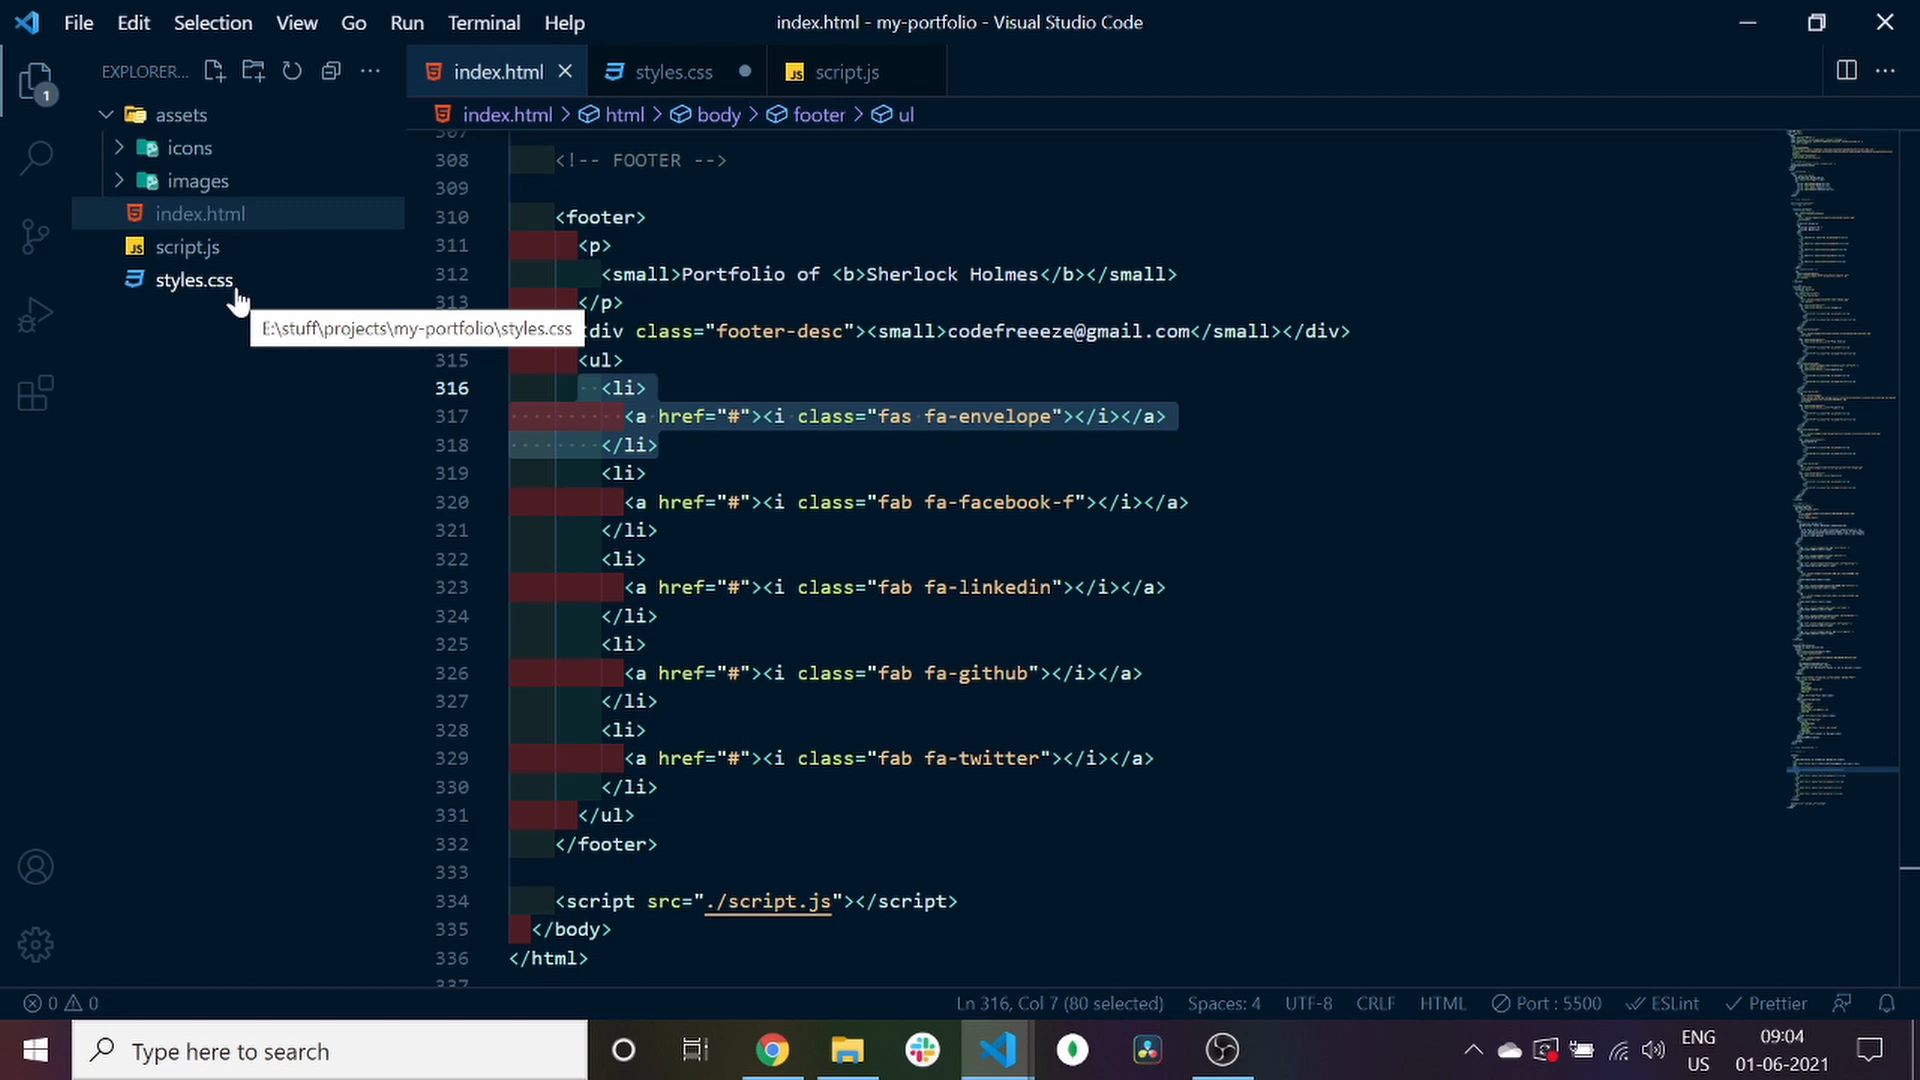 File Edit Selection View Go Run Terminal Help
index.html - my-portfolio - Visual Studio Code
EXPLORER...
index.html
styles.css
JS script.js
1
assets
icons
images
index.html
JS script.js
styles.css
E:\stuff\projects\my-portfolio\styles.css
index.html > html > body > footer > ul
307
308 <!-- FOOTER -->
309
310 <footer>
311 <p>
312 <small>Portfolio of <b>Sherlock Holmes</b></small>
313 </p>
div class="footer-desc"><small>codefreeeze@gmail.com</small></div>
315 <ul>
316 <li>
317 <a href="#"><i class="fas fa-envelope"></i></a>
318 </li>
319 <li>
320 <a href="#"><i class="fab fa-facebook-f"></i></a>
321 </li>
322 <li>
323 <a href="#"><i class="fab fa-linkedin"></i></a>
324 </li>
325 <li>
326 <a href="#"><i class="fab fa-github"></i></a>
327 </li>
328 <li>
329 <a href="#"><i class="fab fa-twitter"></i></a>
330 </li>
331 </ul>
332 </footer>
333
334 <script src="./script.js"></script>
335 </body>
336 </html>
337
0 0
Ln 316, Col 7 (80 selected) Spaces: 4 UTF-8 CRLF HTML Port : 5500 ESLint Prettier
Type here to search
ENG
US
09:04
01-06-2021